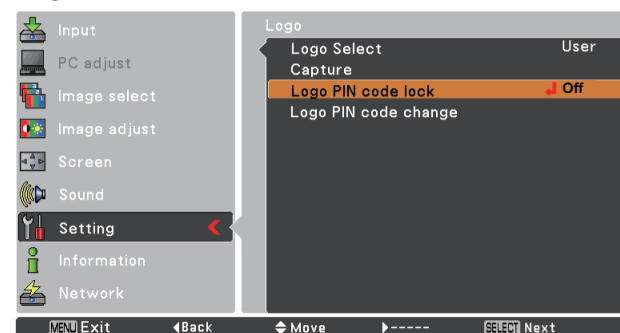 Input
PC adjust
Image select
Image adjust
Screen
Sound
Setting
Information
Network
Logo
Logo Select User
Capture
Logo PIN code lock Off
Logo PIN code change
MENU Exit ◀Back Move ▶----- SELECT Next